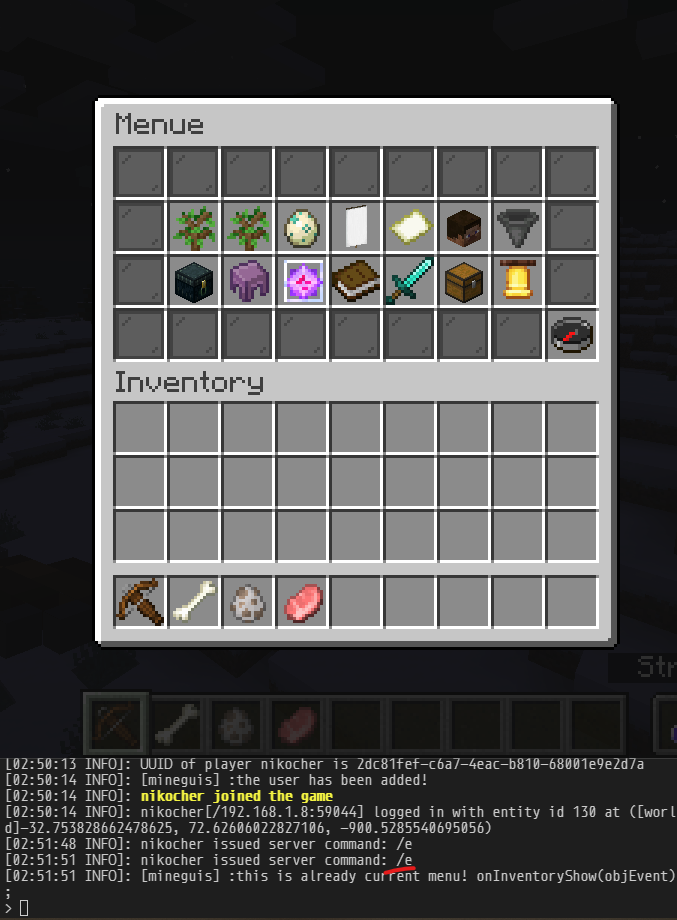 Menue
Inventory
Str
[02:50:13 INFO]: UUID of player nikocher is 2dc81fef-c6a7-4eac-b810-68001e9e2d7a
[02:50:14 INFO]: [mineguis] :the user has been added!
[02:50:14 INFO]: nikocher joined the game
[02:50:14 INFO]: nikocher[/192.168.1.8:59044] logged in with entity id 130 at ([worl
d]-32.753828662478625, 72.62606022827106, -900.5285540695056)
[02:51:48 INFO]: nikocher issued server command: /e
[02:51:51 INFO]: nikocher issued server command: /e
[02:51:51 INFO]: [mineguis] :this is already current menu! onInventoryShow(objEvent)
;
>